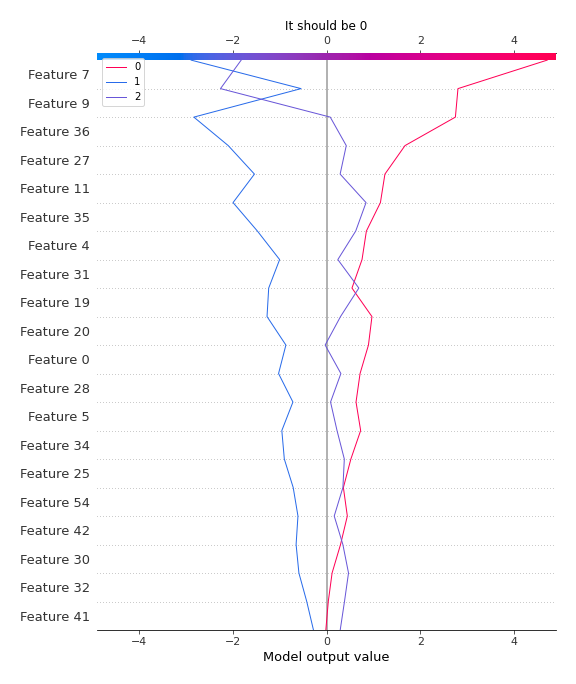 It should be 0
−4 −2 0 2 4
0
1
2
Feature 7
Feature 9
Feature 36
Feature 27
Feature 11
Feature 35
Feature 4
Feature 31
Feature 19
Feature 20
Feature 0
Feature 28
Feature 5
Feature 34
Feature 25
Feature 54
Feature 42
Feature 30
Feature 32
Feature 41
−4 −2 0 2 4
Model output value